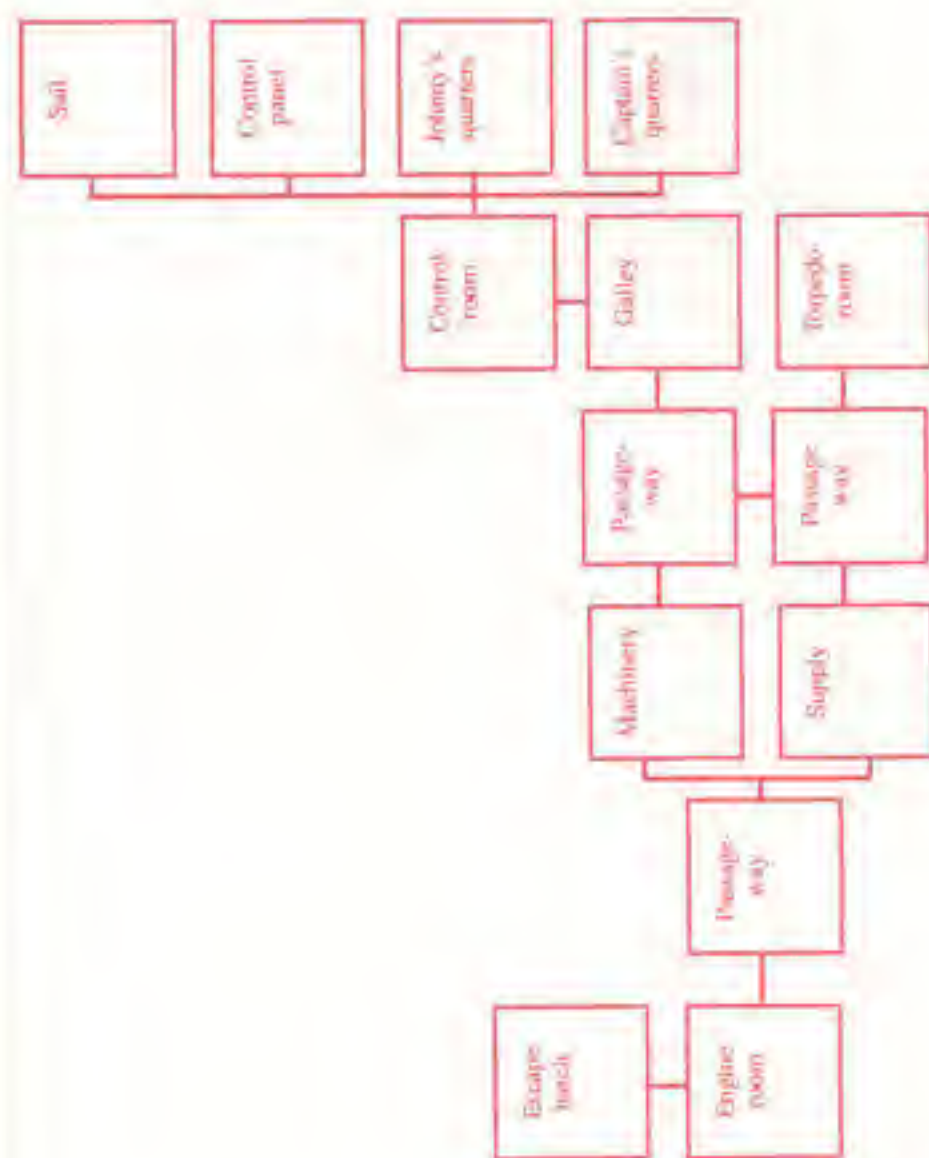 Sail
Control
panel
Johnny's
quarters
Captain's
quarters
Control
room
Galley
Torpedo
room
Passage-
way
Passage
way
Machinery
Supply
Passage-
way
Escape
hatch
Engine
room